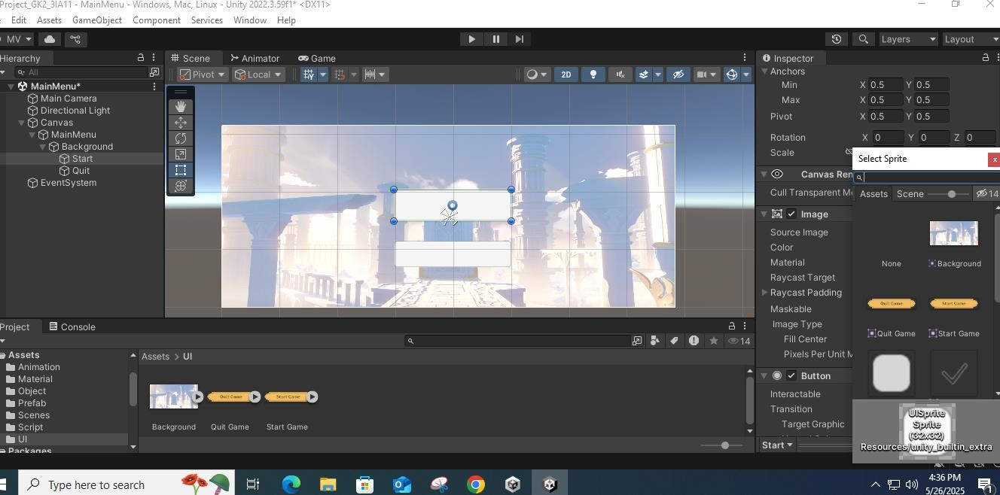 Project_GK2_3IA11 - MainMenu - Windows, Mac, Linux - Unity 2022.3.59f1* <DX11>
Edit Assets GameObject Component Services Window Help
MV Layers Layout
Hierarchy
All
MainMenu*
Main Camera
Directional Light
Canvas
MainMenu
Background
Start
Quit
EventSystem
Scene Animator Game
Pivot Local 2D
Inspector
Anchors
Min X 0.5 Y 0.5
Max X 0.5 Y 0.5
Pivot X 0.5 Y 0.5
Rotation X 0 Y 0 Z 0
Scale
Canvas Ren
Cull Transparent M
Image
Source Image
Color
Material
Raycast Target
Raycast Padding
Maskable
Image Type
Fill Center
Pixels Per Unit M
Button
Interactable
Transition
Target Graphic
Start
Select Sprite
x
Assets Scene 14
None Background
Quit Game Start Game
Quit Game Start Game
UISprite
Sprite
(32x32)
Resources/unity_builtin_extra
Project Console
14
Assets
Animation
Material
Object
Prefab
Scenes
Script
UI
Packages
Assets > UI
Quit Game Start Game
Background Quit Game Start Game
Type here to search
4:36 PM
5/26/2025
1